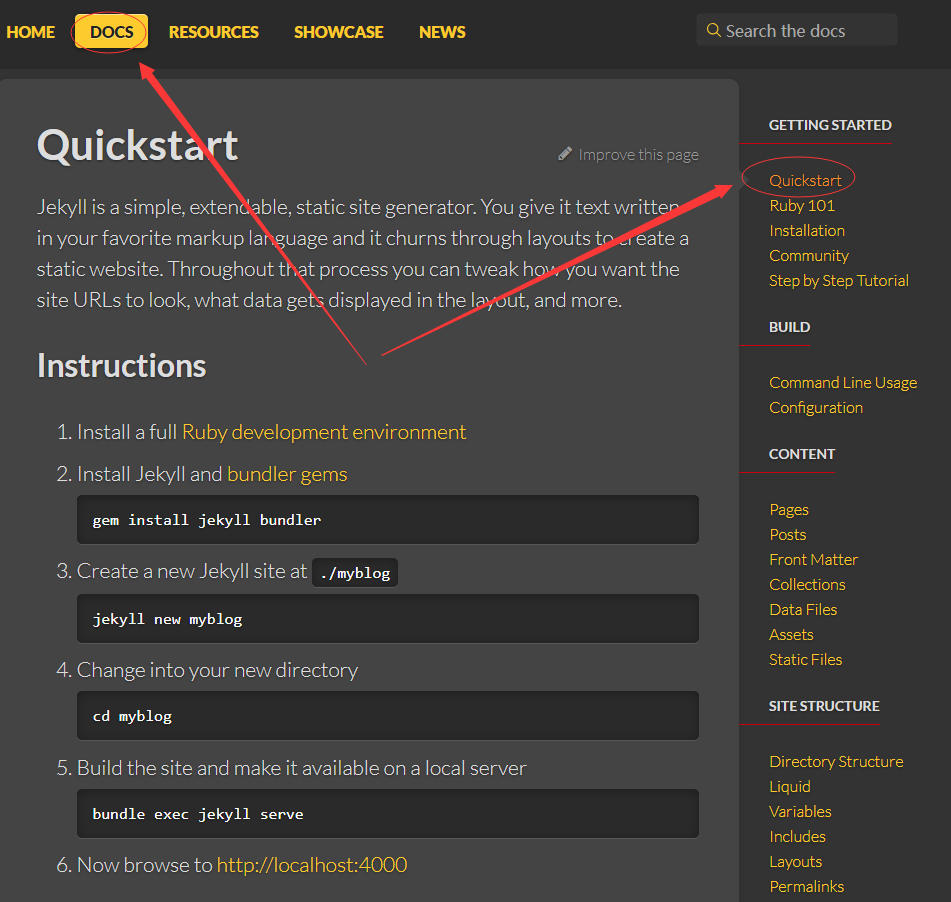 HOME DOCS RESOURCES SHOWCASE NEWS Search the docs
Quickstart
Improve this page
Jekyll is a simple, extendable, static site generator. You give it text written
in your favorite markup language and it churns through layouts to create a
static website. Throughout that process you can tweak how you want the
site URLs to look, what data gets displayed in the layout, and more.
Instructions
1. Install a full Ruby development environment
2. Install Jekyll and bundler gems
gem install jekyll bundler
3. Create a new Jekyll site at ./myblog
jekyll new myblog
4. Change into your new directory
cd myblog
5. Build the site and make it available on a local server
bundle exec jekyll serve
6. Now browse to http://localhost:4000
GETTING STARTED
Quickstart
Ruby 101
Installation
Community
Step by Step Tutorial
BUILD
Command Line Usage
Configuration
CONTENT
Pages
Posts
Front Matter
Collections
Data Files
Assets
Static Files
SITE STRUCTURE
Directory Structure
Liquid
Variables
Includes
Layouts
Permalinks